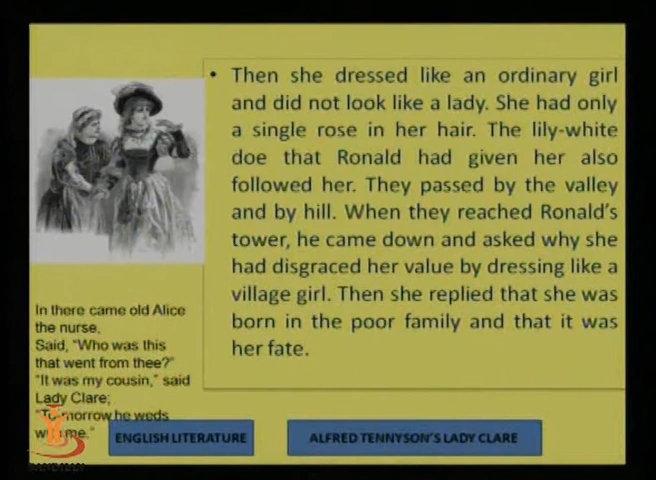 • Then she dressed like an ordinary girl
and did not look like a lady. She had only
a single rose in her hair. The lily-white
doe that Ronald had given her also
followed her. They passed by the valley
and by hill. When they reached Ronald's
tower, he came down and asked why she
had disgraced her value by dressing like a
village girl. Then she replied that she was
born in the poor family and that it was
her fate.
In there came old Alice
the nurse,
Said, "Who was this
that went from thee?"
"It was my cousin," said
Lady Clare;
"To-morrow he weds
me."
ENGLISH LITERATURE
ALFRED TENNYSON'S LADY CLARE